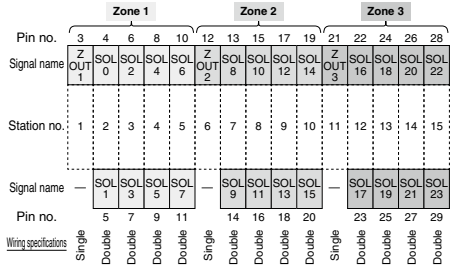 Zone 1 Zone 2 Zone 3
Pin no. 3 4 6 8 10 12 13 15 17 19 21 22 24 26 28
Signal name Z OUT 1 SOL 0 SOL 2 SOL 4 SOL 6 Z OUT 2 SOL 8 SOL 10 SOL 12 SOL 14 Z OUT 3 SOL 16 SOL 18 SOL 20 SOL 22
Station no. 1 2 3 4 5 6 7 8 9 10 11 12 13 14 15
Signal name — SOL 1 SOL 3 SOL 5 SOL 7 — SOL 9 SOL 11 SOL 13 SOL 15 — SOL 17 SOL 19 SOL 21 SOL 23
Pin no. 5 7 9 11 14 16 18 20 23 25 27 29
Wiring specifications Single Double Double Double Double Single Double Double Double Double Single Double Double Double Double